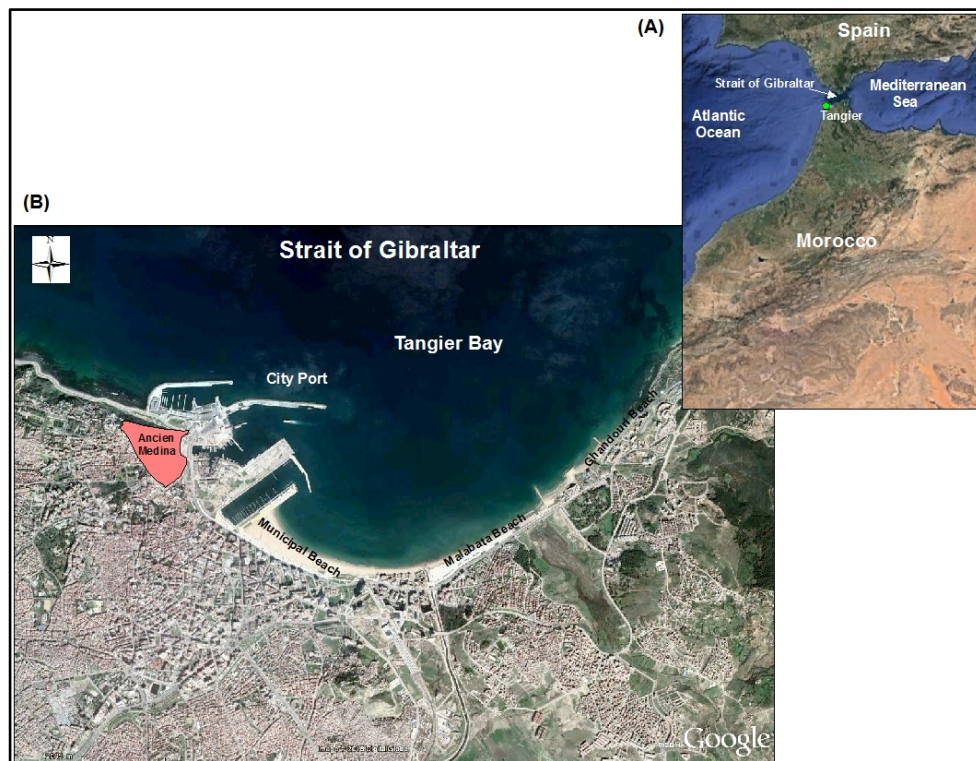 (A)
Spain
Strait of Gibraltar
Mediterranean
Sea
Atlantic
Ocean
Tangier
Morocco
(B)
N
Strait of Gibraltar
Tangier Bay
City Port
Ancien
Medina
Ghandouri Beach
Malabata Beach
Municipal Beach
Google